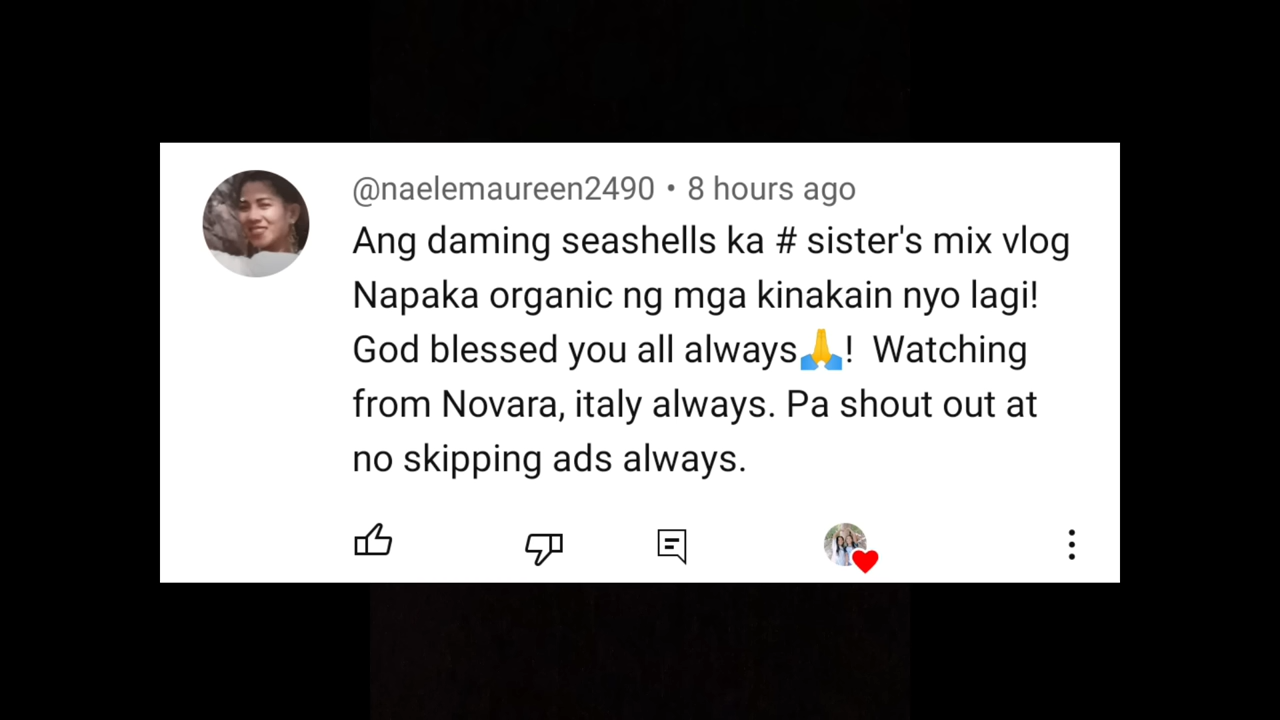 @naelemaureen2490 • 8 hours ago
Ang daming seashells ka # sister's mix vlog
Napaka organic ng mga kinakain nyo lagi!
God blessed you all always🙏!  Watching
from Novara, italy always. Pa shout out at
no skipping ads always.